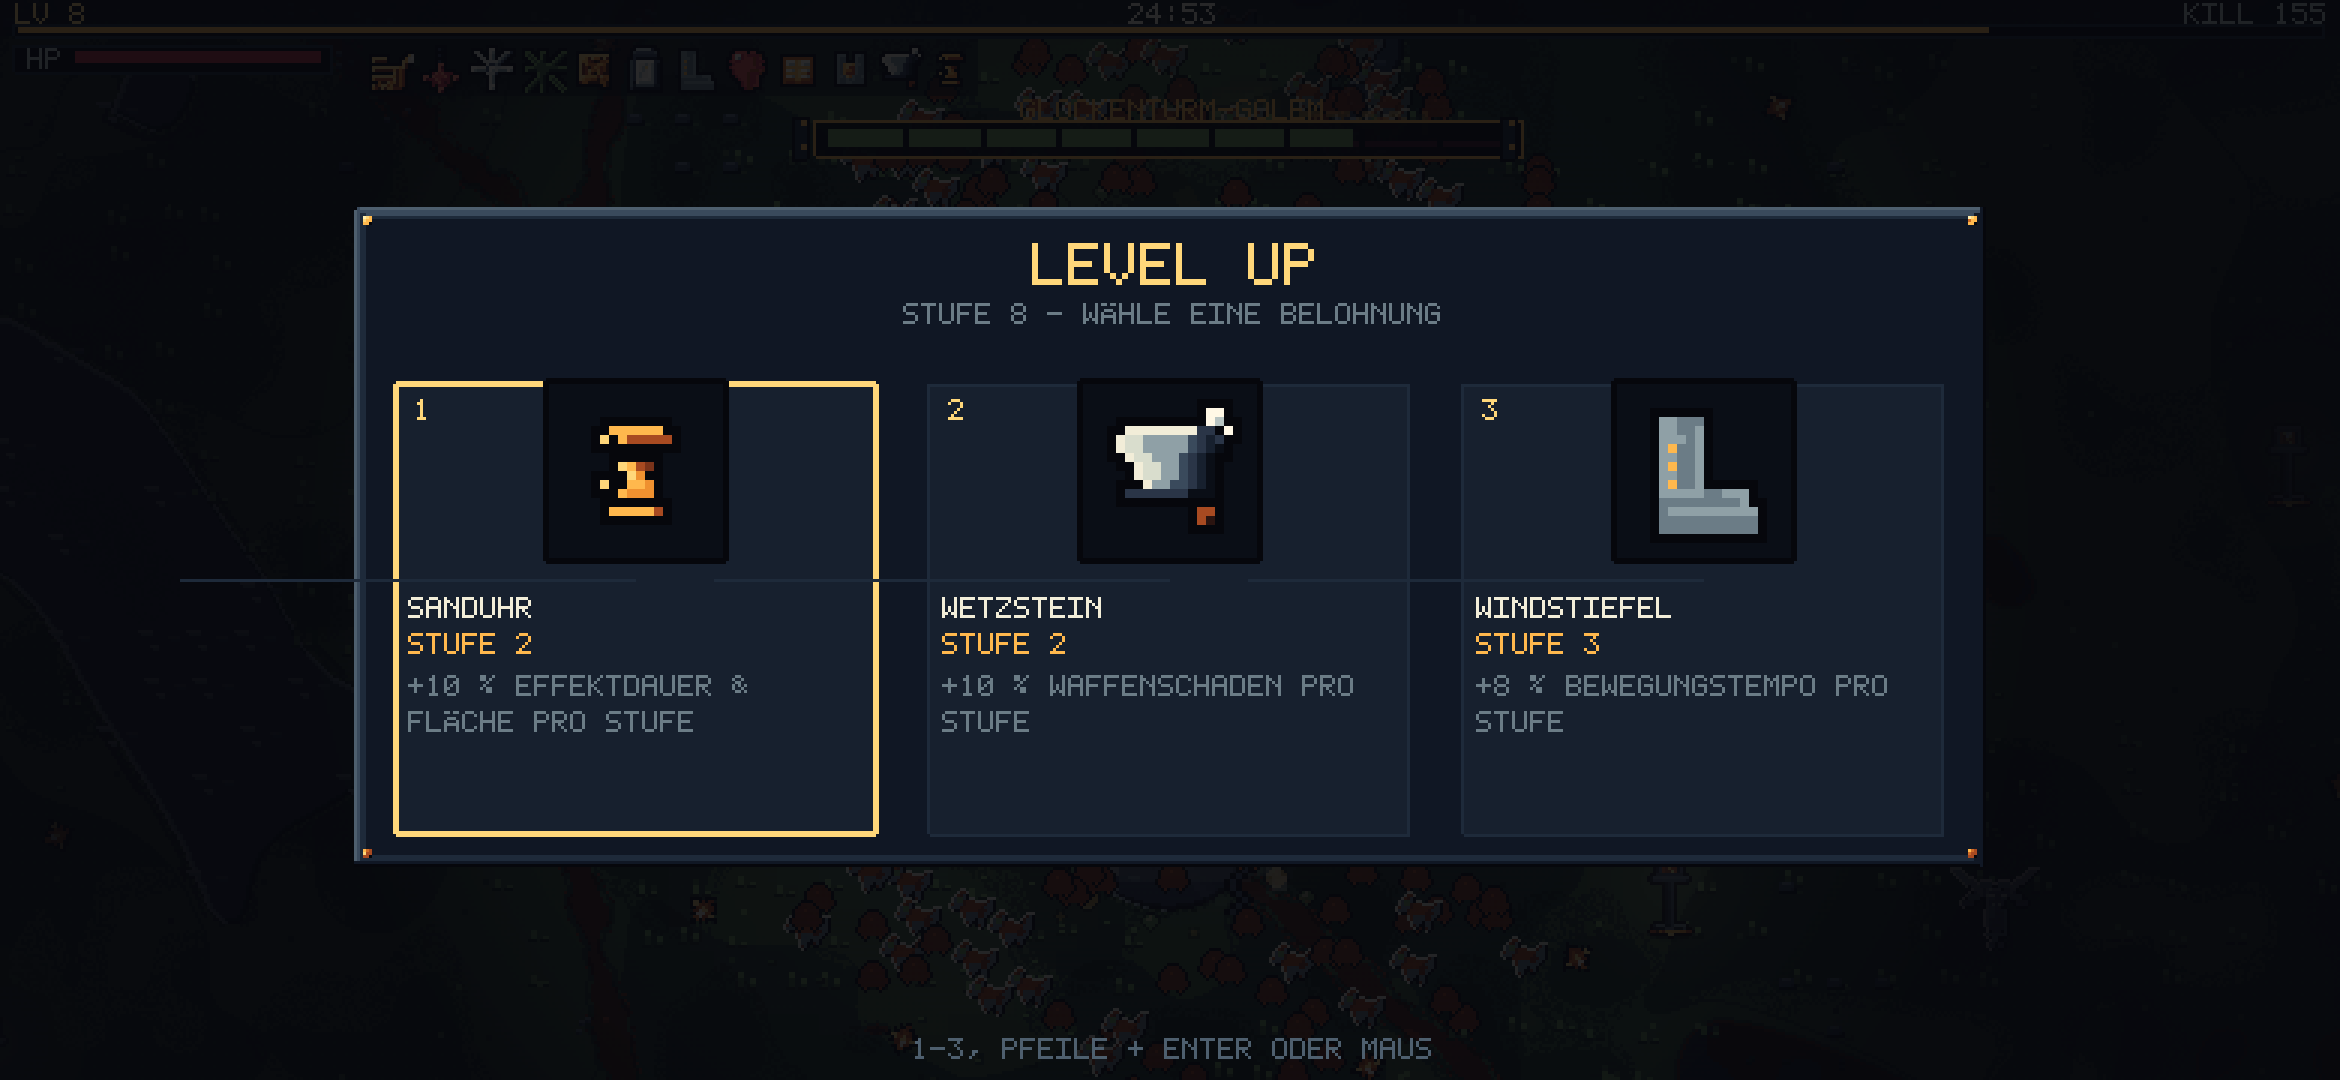 LV 8
24:53
KILL 155
HP
GLOCKENTURM-GALEM
LEVEL UP
STUFE 8 - WäHLE EINE BELOHNUNG
1
SANDUHR
STUFE 2
+10 % EFFEKTDAUER &
FLäCHE PRO STUFE
2
WETZSTEIN
STUFE 2
+10 % WAFFENSCHADEN PRO
STUFE
3
WINDSTIEFEL
STUFE 3
+8 % BEWEGUNGSTEMPO PRO
STUFE
1-3, PFEILE + ENTER ODER MAUS